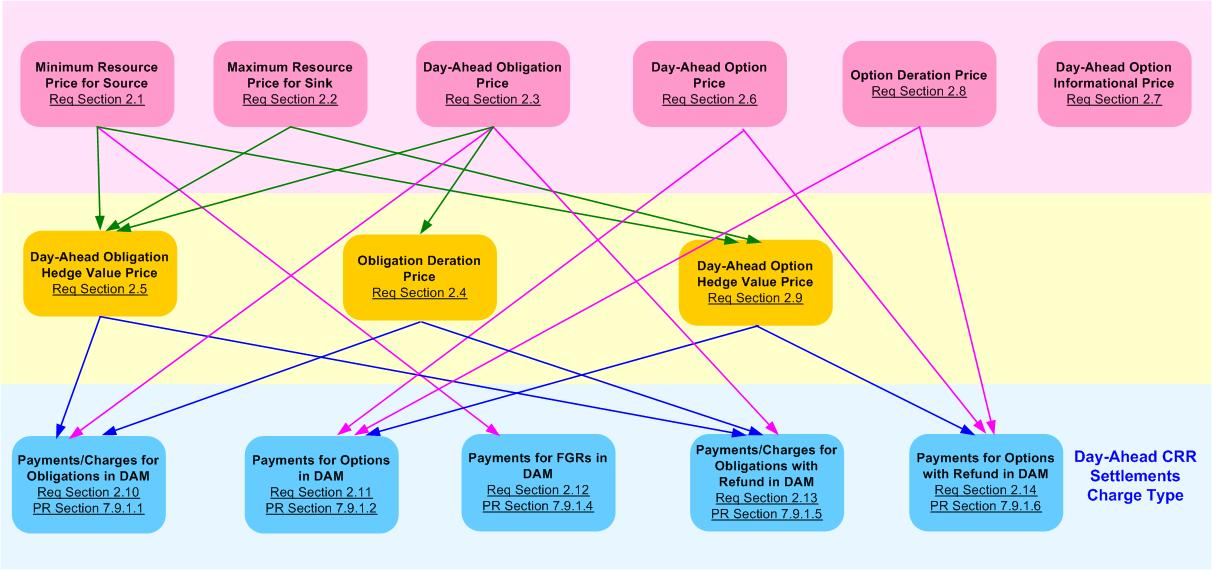 Minimum Resource
Price for Source
Req Section 2.1
Maximum Resource
Price for Sink
Req Section 2.2
Day-Ahead Obligation
Price
Req Section 2.3
Day-Ahead Option
Price
Req Section 2.6
Option Deration Price
Req Section 2.8
Day-Ahead Option
Informational Price
Req Section 2.7
Day-Ahead Obligation
Hedge Value Price
Req Section 2.5
Obligation Deration
Price
Req Section 2.4
Day-Ahead Option
Hedge Value Price
Req Section 2.9
Payments/Charges for
Obligations in DAM
Req Section 2.10
PR Section 7.9.1.1
Payments for Options
in DAM
Req Section 2.11
PR Section 7.9.1.2
Payments for FGRs in
DAM
Req Section 2.12
PR Section 7.9.1.4
Payments/Charges for
Obligations with
Refund in DAM
Req Section 2.13
PR Section 7.9.1.5
Payments for Options
with Refund in DAM
Req Section 2.14
PR Section 7.9.1.6
Day-Ahead CRR
Settlements
Charge Type